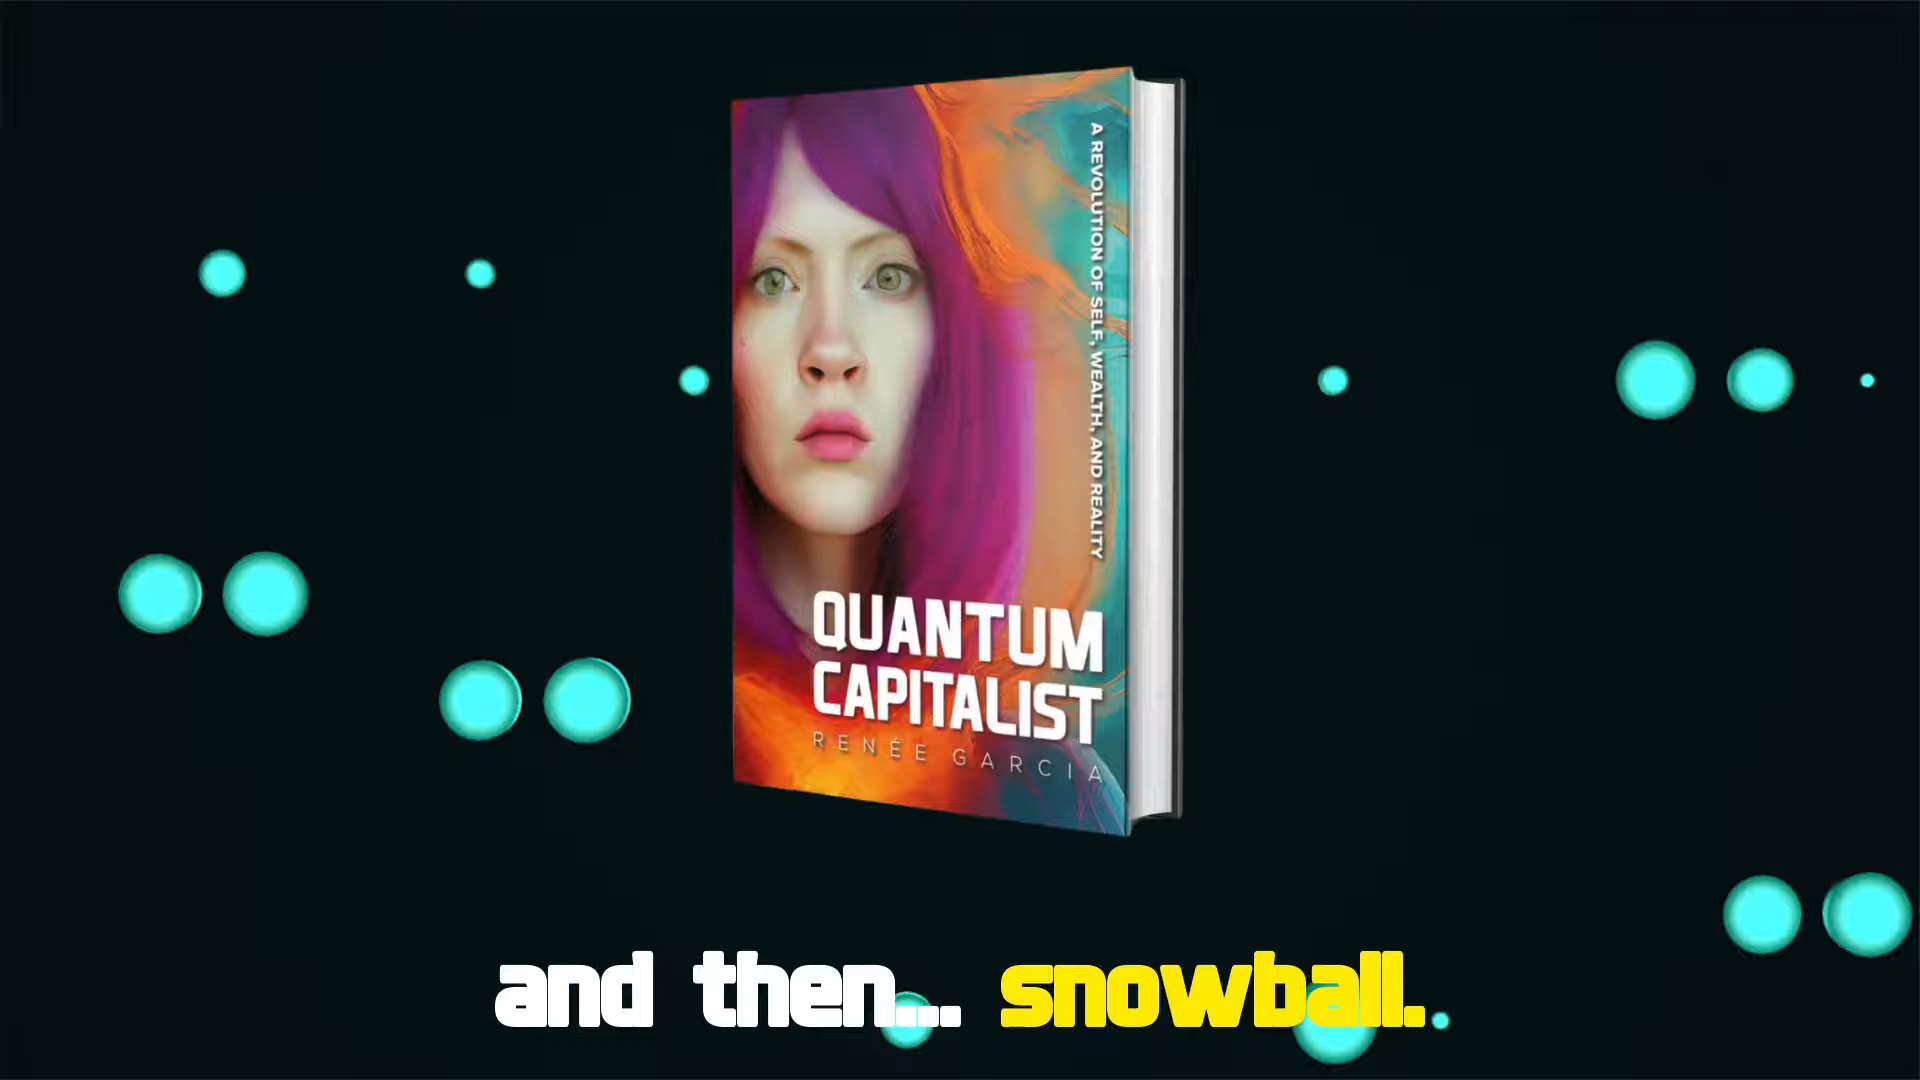 A REVOLUTION OF SELF, WEALTH, AND REALITY
QUANTUM
CAPITALIST
RENÉE GARCIA
and then... snowball.